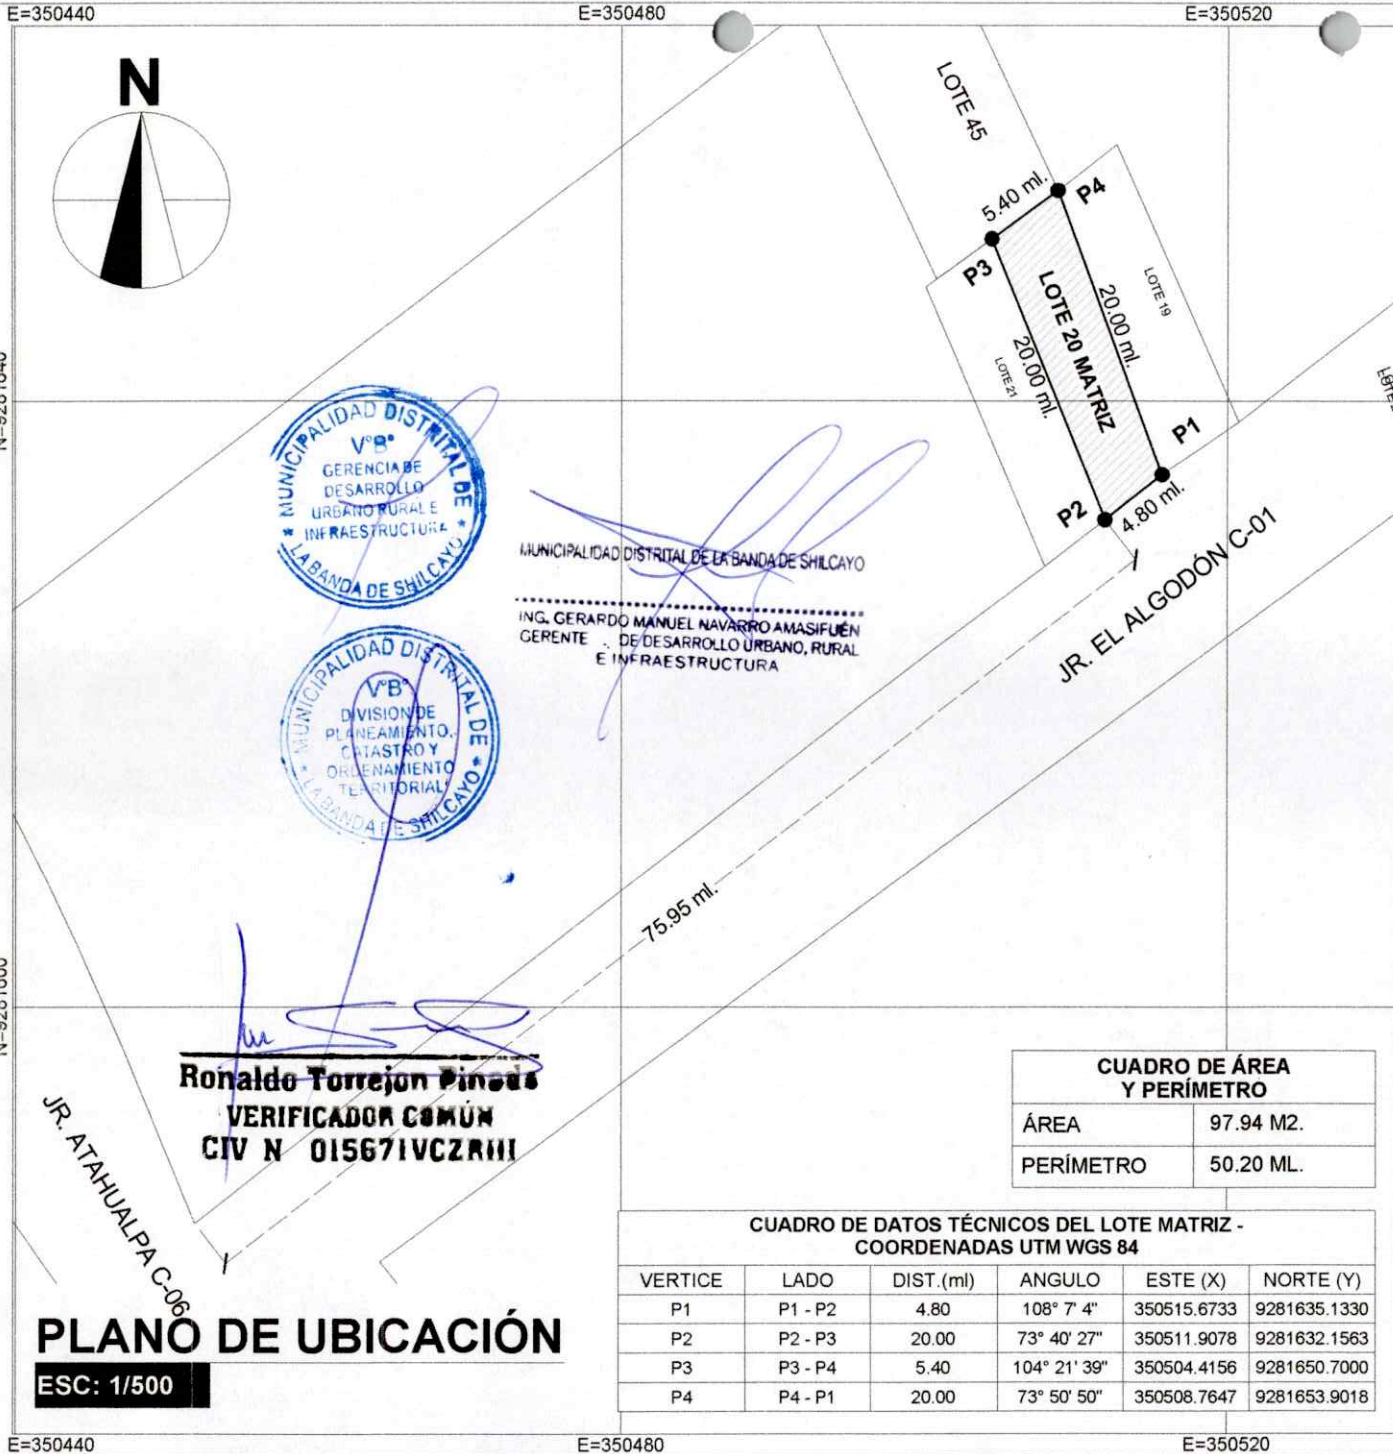 E=350440
E=350480
E=350520
N
LOTE 45
5.40 ml.
P4
P3
LOTE 19
LOTE 20 MATRIZ
20.00 ml.
20.00 ml.
LOTE 21
P1
P2
4.80 ml.
JR. EL ALGODÓN C-01
MUNICIPALIDAD DISTRITAL DE
V°B°
GERENCIA DE
DESARROLLO
URBANO RURAL E
INFRAESTRUCTURA
LA BANDA DE SHILCAYO
MUNICIPALIDAD DISTRITAL DE LA BANDA DE SHILCAYO
ING. GERARDO MANUEL NAVARRO AMASIFUÉN
GERENTE DE DESARROLLO URBANO, RURAL
E INFRAESTRUCTURA
MUNICIPALIDAD DISTRITAL DE
V°B°
DIVISION DE
PLANEAMIENTO,
CATASTRO Y
ORDENAMIENTO
TERRITORIAL
LA BANDA DE SHILCAYO
75.95 ml.
Ronaldo Torrejon Pineda
VERIFICADOR COMÚN
CIV N 015671VCZRIII
JR. ATAHUALPA C-06
CUADRO DE ÁREA
Y PERÍMETRO
ÁREA 97.94 M2.
PERÍMETRO 50.20 ML.
CUADRO DE DATOS TÉCNICOS DEL LOTE MATRIZ -
COORDENADAS UTM WGS 84
VERTICE LADO DIST.(ml) ANGULO ESTE (X) NORTE (Y)
P1 P1 - P2 4.80 108° 7' 4" 350515.6733 9281635.1330
P2 P2 - P3 20.00 73° 40' 27" 350511.9078 9281632.1563
P3 P3 - P4 5.40 104° 21' 39" 350504.4156 9281650.7000
P4 P4 - P1 20.00 73° 50' 50" 350508.7647 9281653.9018
PLANO DE UBICACIÓN
ESC: 1/500
E=350440
E=350480
E=350520